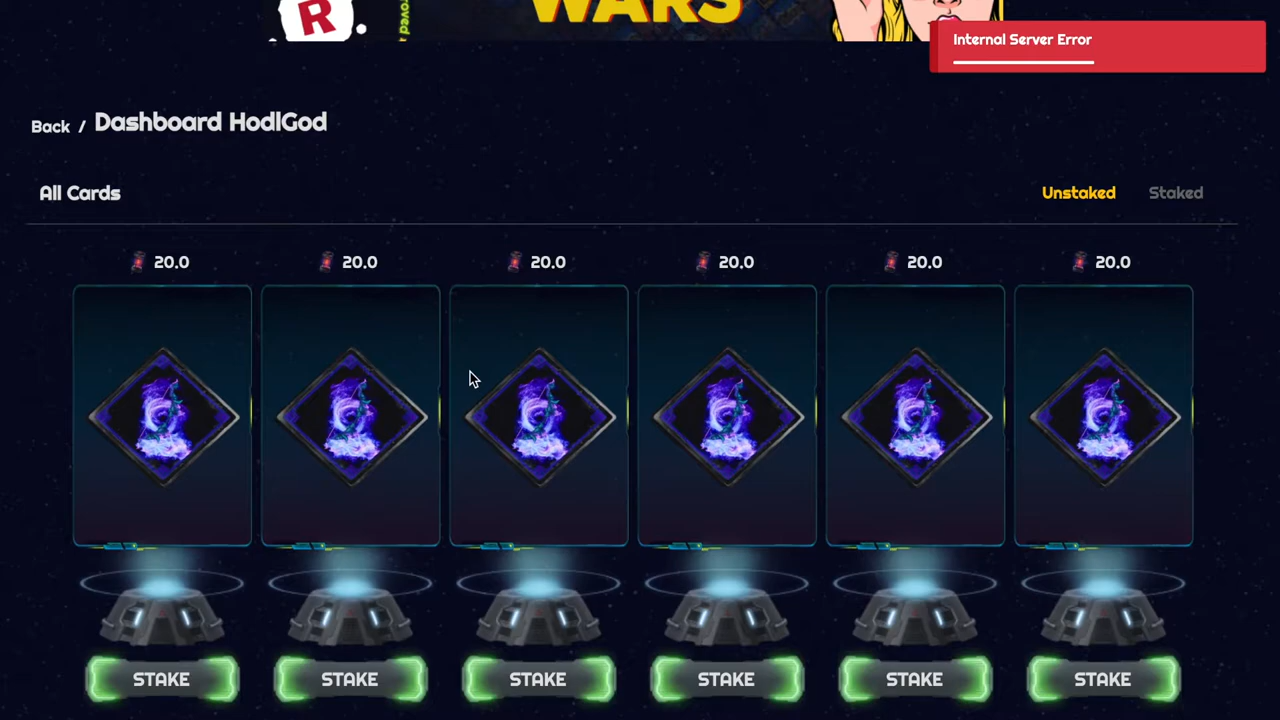 R
roved
WARS
Internal Server Error
Back / Dashboard HodlGod
All Cards
Unstaked
Staked
20.0
20.0
20.0
20.0
20.0
20.0
STAKE
STAKE
STAKE
STAKE
STAKE
STAKE